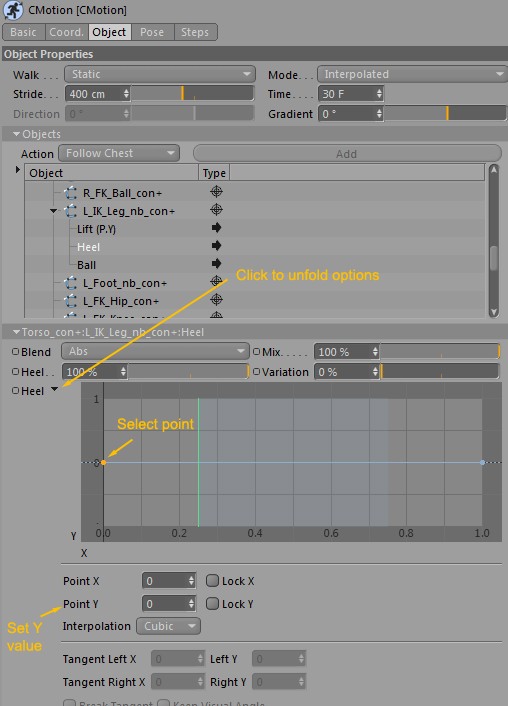 CMotion [CMotion]
Basic Coord. Object Pose Steps
Object Properties
Walk . . . Static Mode . . . Interpolated
Stride. . . 400 cm Time . . . . 30 F
Direction 0 ° Gradient 0 °
Objects
Action Follow Chest Add
Object Type
R_FK_Ball_con+
L_IK_Leg_nb_con+
Lift (P.Y)
Heel
Ball
Click to unfold options
L_Foot_nb_con+
L_FK_Hip_con+
L_FK_Knee_con+
Torso_con+:L_IK_Leg_nb_con+:Heel
Blend Abs Mix. . . . . 100 %
Heel . . 100 % Variation 0 %
Heel
1
Select point
0
Y 0.0 0.2 0.4 0.6 0.8 1.0
X
Point X 0 Lock X
Point Y 0 Lock Y
Set Y
value
Interpolation Cubic
Tangent Left X 0 Left Y 0
Tangent Right X 0 Right Y 0
Break Tangent Keep Visual Angle